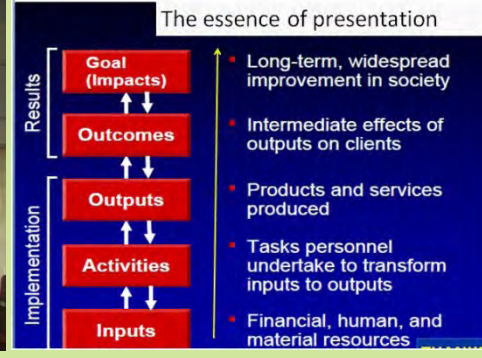 The essence of presentation
Results
Goal
(Impacts)
Long-term, widespread
improvement in society
Outcomes
Intermediate effects of
outputs on clients
Implementation
Outputs
Products and services
produced
Activities
Tasks personnel
undertake to transform
inputs to outputs
Inputs
Financial, human, and
material resources